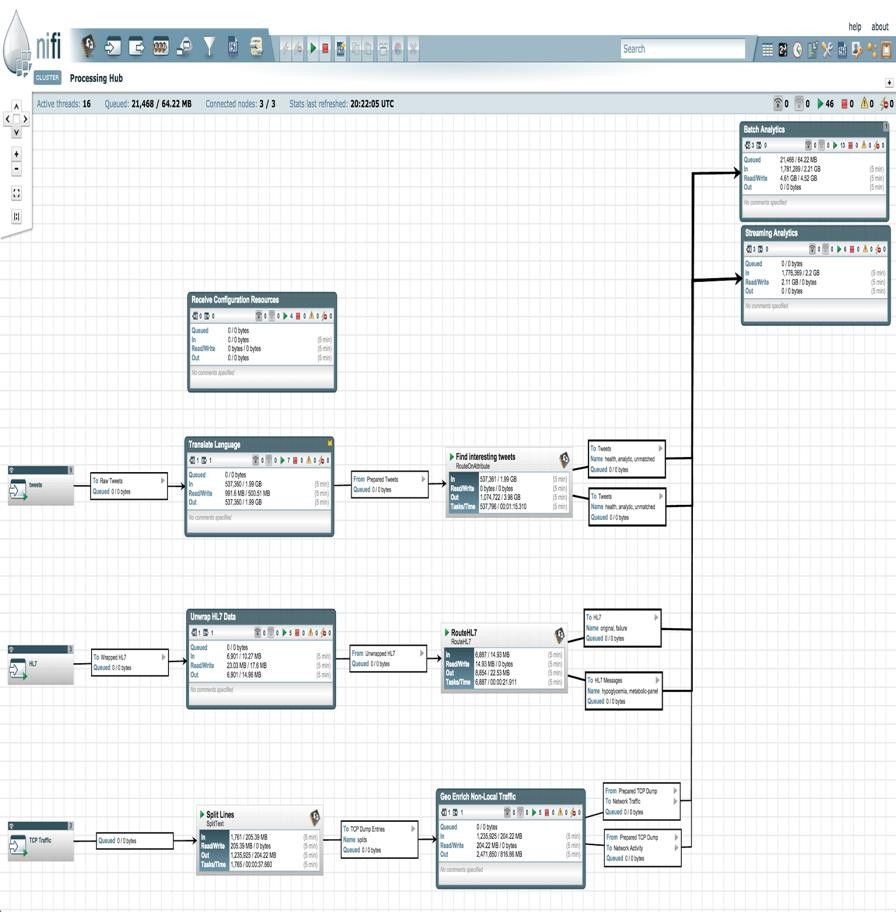 nifi
help about
Search
CLUSTER Processing Hub
Active threads: 16 Queued: 21,468 / 64.22 MB Connected nodes: 3 / 3 Stats last refreshed: 20:22:05 UTC
0 0 46 0 0 0
Batch Analytics
3 0 0 0 13 0 0 0
Queued 21,466 / 64.22 MB
In 1,781,289 / 2.21 GB (5 min)
Read/Write 4.61 GB / 4.52 GB (5 min)
Out 0 / 0 bytes (5 min)
No comments specified
Streaming Analytics
3 0 0 0 6 0 0 0
Queued 0 / 0 bytes
In 1,776,369 / 2.2 GB (5 min)
Read/Write 2.11 GB / 0 bytes (5 min)
Out 0 / 0 bytes (5 min)
No comments specified
Receive Configuration Resources
0 0 0 0 4 0 0 0
Queued 0 / 0 bytes
In 0 / 0 bytes (5 min)
Read/Write 0 bytes / 0 bytes (5 min)
Out 0 / 0 bytes (5 min)
No comments specified
tweets
To Raw Tweets
Queued 0 / 0 bytes
Translate Language
1 1 0 0 7 0 0 0
Queued 0 / 0 bytes
In 537,360 / 1.99 GB (5 min)
Read/Write 991.6 MB / 500.51 MB (5 min)
Out 537,360 / 1.99 GB (5 min)
No comments specified
From Prepared Tweets
Queued 0 / 0 bytes
Find interesting tweets
RouteOnAttribute
In 537,361 / 1.99 GB (5 min)
Read/Write 0 bytes / 0 bytes (5 min)
Out 1,074,722 / 3.98 GB (5 min)
Tasks/Time 537,796 / 00:01:15.310 (5 min)
To Tweets
Name health, analytic, unmatched
Queued 0 / 0 bytes
To Tweets
Name health, analytic, unmatched
Queued 0 / 0 bytes
HL7
To Wrapped HL7
Queued 0 / 0 bytes
Unwrap HL7 Data
1 1 0 0 5 0 0 0
Queued 0 / 0 bytes
In 6,901 / 10.27 MB (5 min)
Read/Write 23.03 MB / 17.6 MB (5 min)
Out 6,901 / 14.96 MB (5 min)
No comments specified
From Unwrapped HL7
Queued 0 / 0 bytes
RouteHL7
RouteHL7
In 6,887 / 14.93 MB (5 min)
Read/Write 14.93 MB / 0 bytes (5 min)
Out 8,854 / 22.53 MB (5 min)
Tasks/Time 6,887 / 00:00:21.911 (5 min)
To HL7
Name original, failure
Queued 0 / 0 bytes
To HL7 Messages
Name hypoglycemia, metabolic-panel
Queued 0 / 0 bytes
TCP Traffic
Queued 0 / 0 bytes
Split Lines
SplitText
In 1,761 / 205.39 MB (5 min)
Read/Write 205.39 MB / 0 bytes (5 min)
Out 1,235,925 / 204.22 MB (5 min)
Tasks/Time 1,765 / 00:00:37.660 (5 min)
To TCP Dump Entries
Name splits
Queued 0 / 0 bytes
Geo Enrich Non-Local Traffic
1 1 0 0 5 0 0 0
Queued 0 / 0 bytes
In 1,235,925 / 204.22 MB (5 min)
Read/Write 204.22 MB / 0 bytes (5 min)
Out 2,471,850 / 816.86 MB (5 min)
No comments specified
From Prepared TCP Dump
To Network Traffic
Queued 0 / 0 bytes
From Prepared TCP Dump
To Network Activity
Queued 0 / 0 bytes